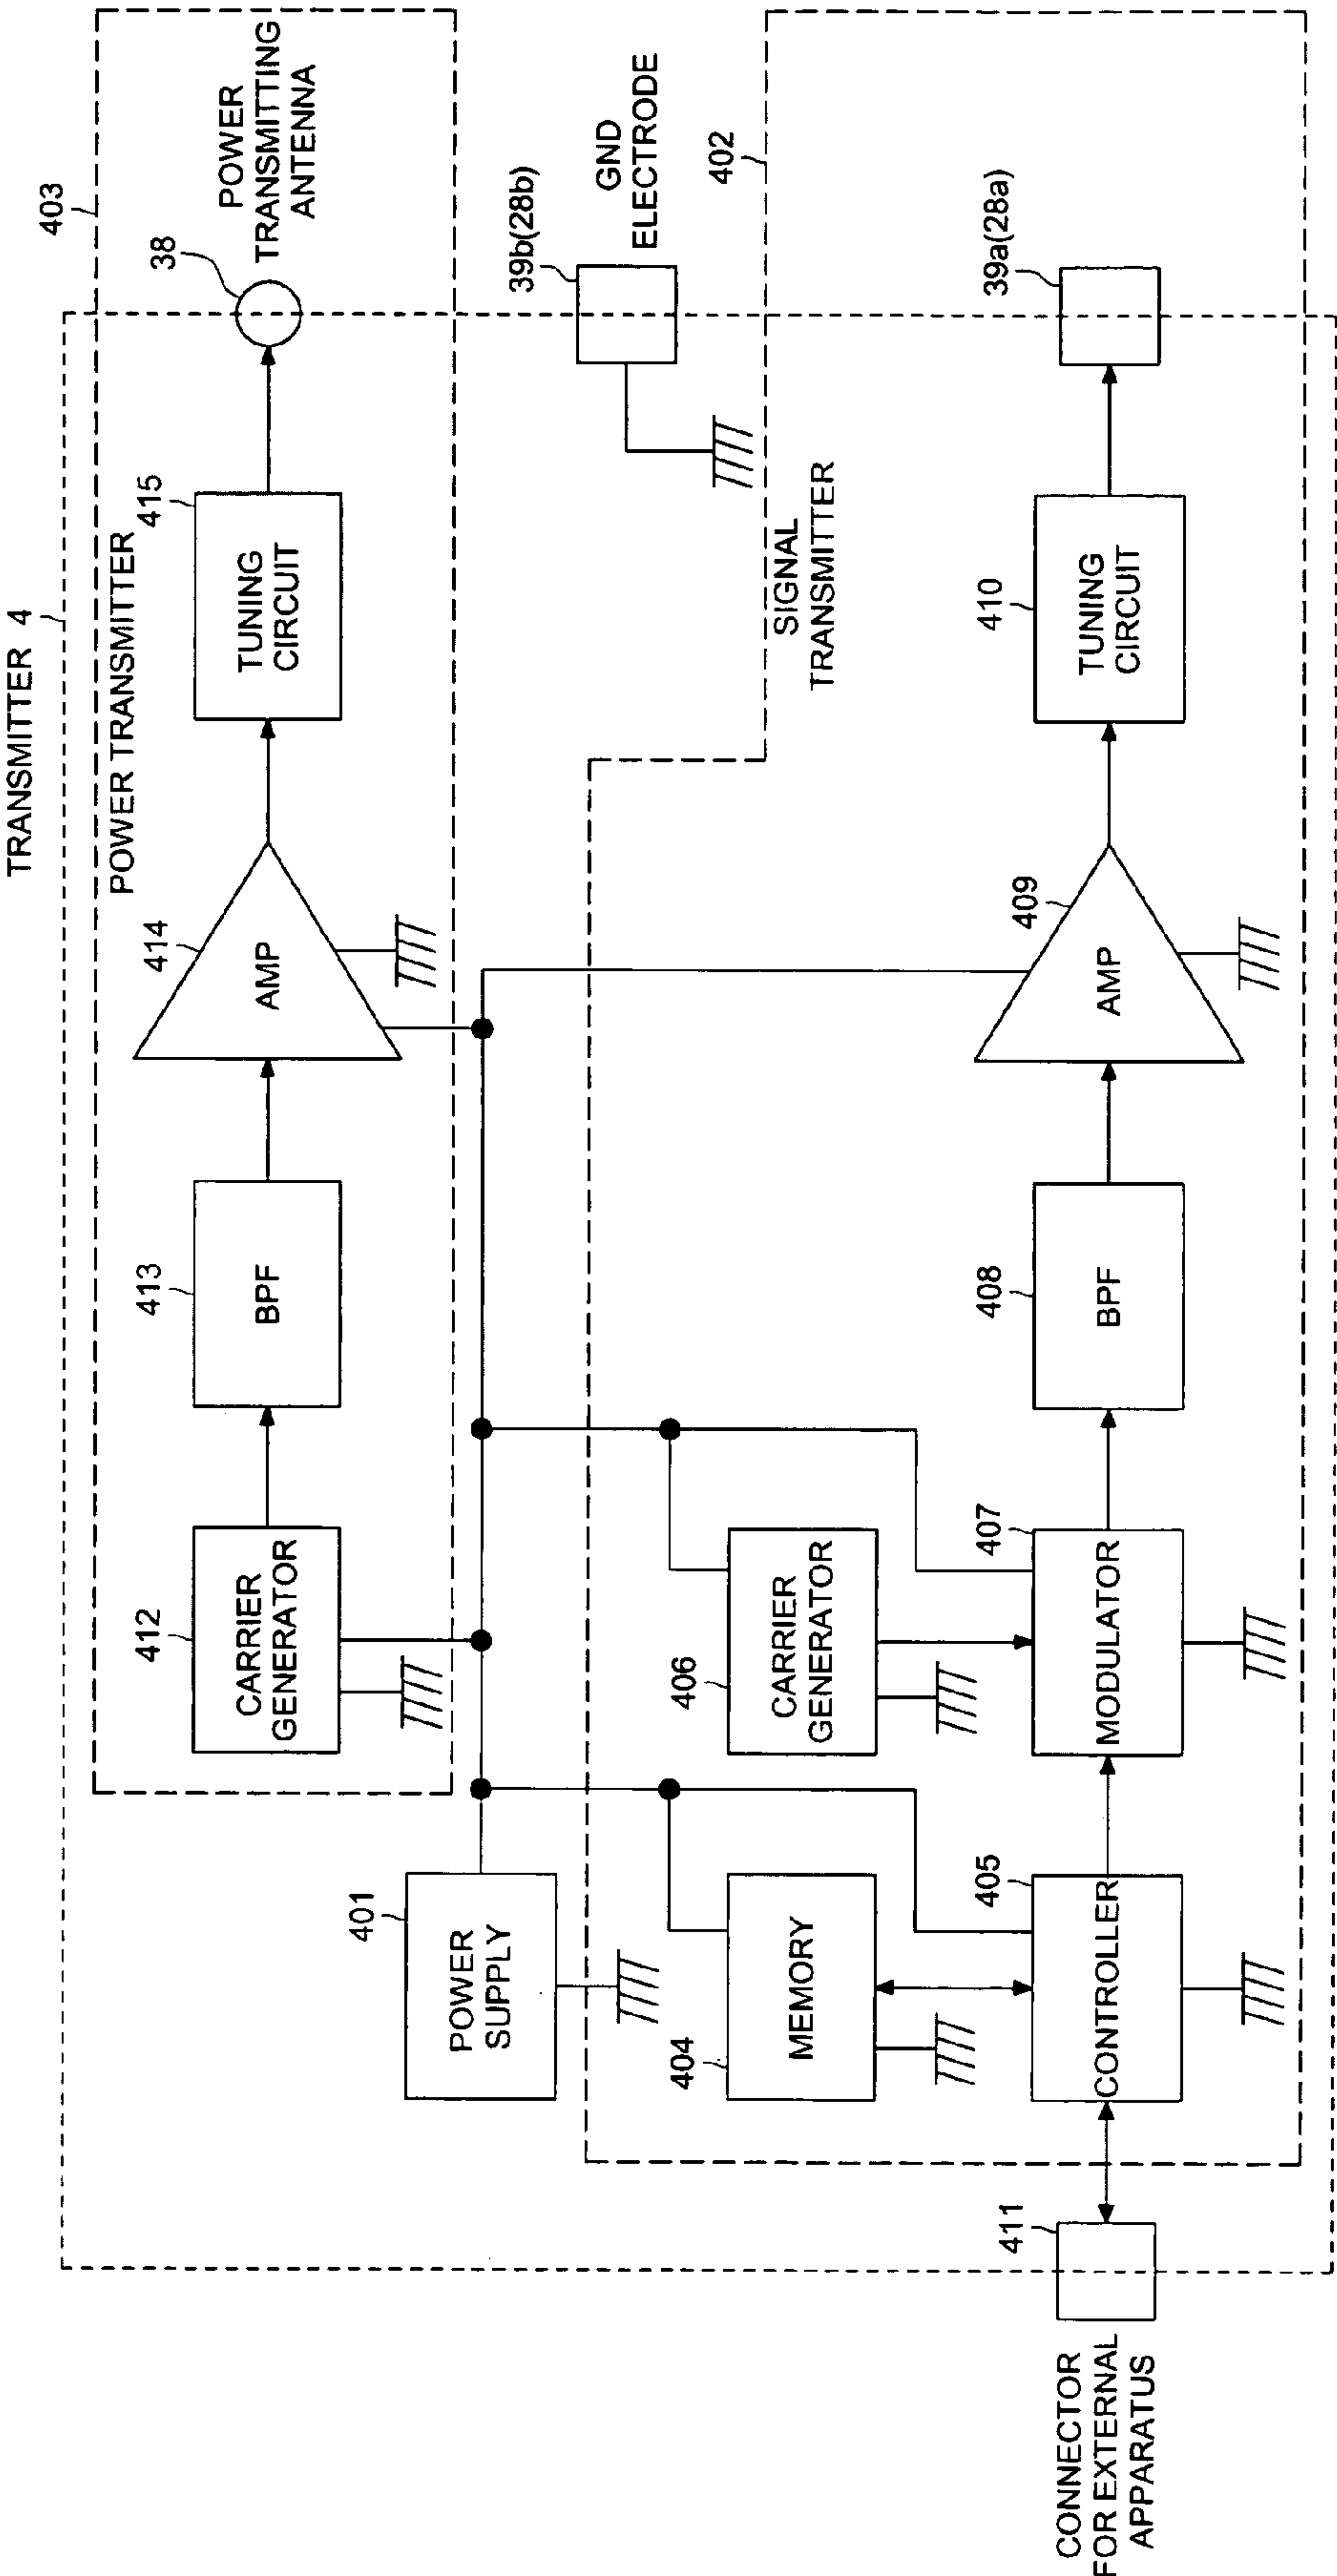 TRANSMITTER 4
403
POWER TRANSMITTER
412
CARRIER
GENERATOR
413
BPF
414
AMP
415
TUNING
CIRCUIT
38
POWER
TRANSMITTING
ANTENNA
401
POWER
SUPPLY
39b(28b)
GND
ELECTRODE
402
SIGNAL
TRANSMITTER
404
MEMORY
406
CARRIER
GENERATOR
411
CONNECTOR
FOR EXTERNAL
APPARATUS
405
CONTROLLER
407
MODULATOR
408
BPF
409
AMP
410
TUNING
CIRCUIT
39a(28a)